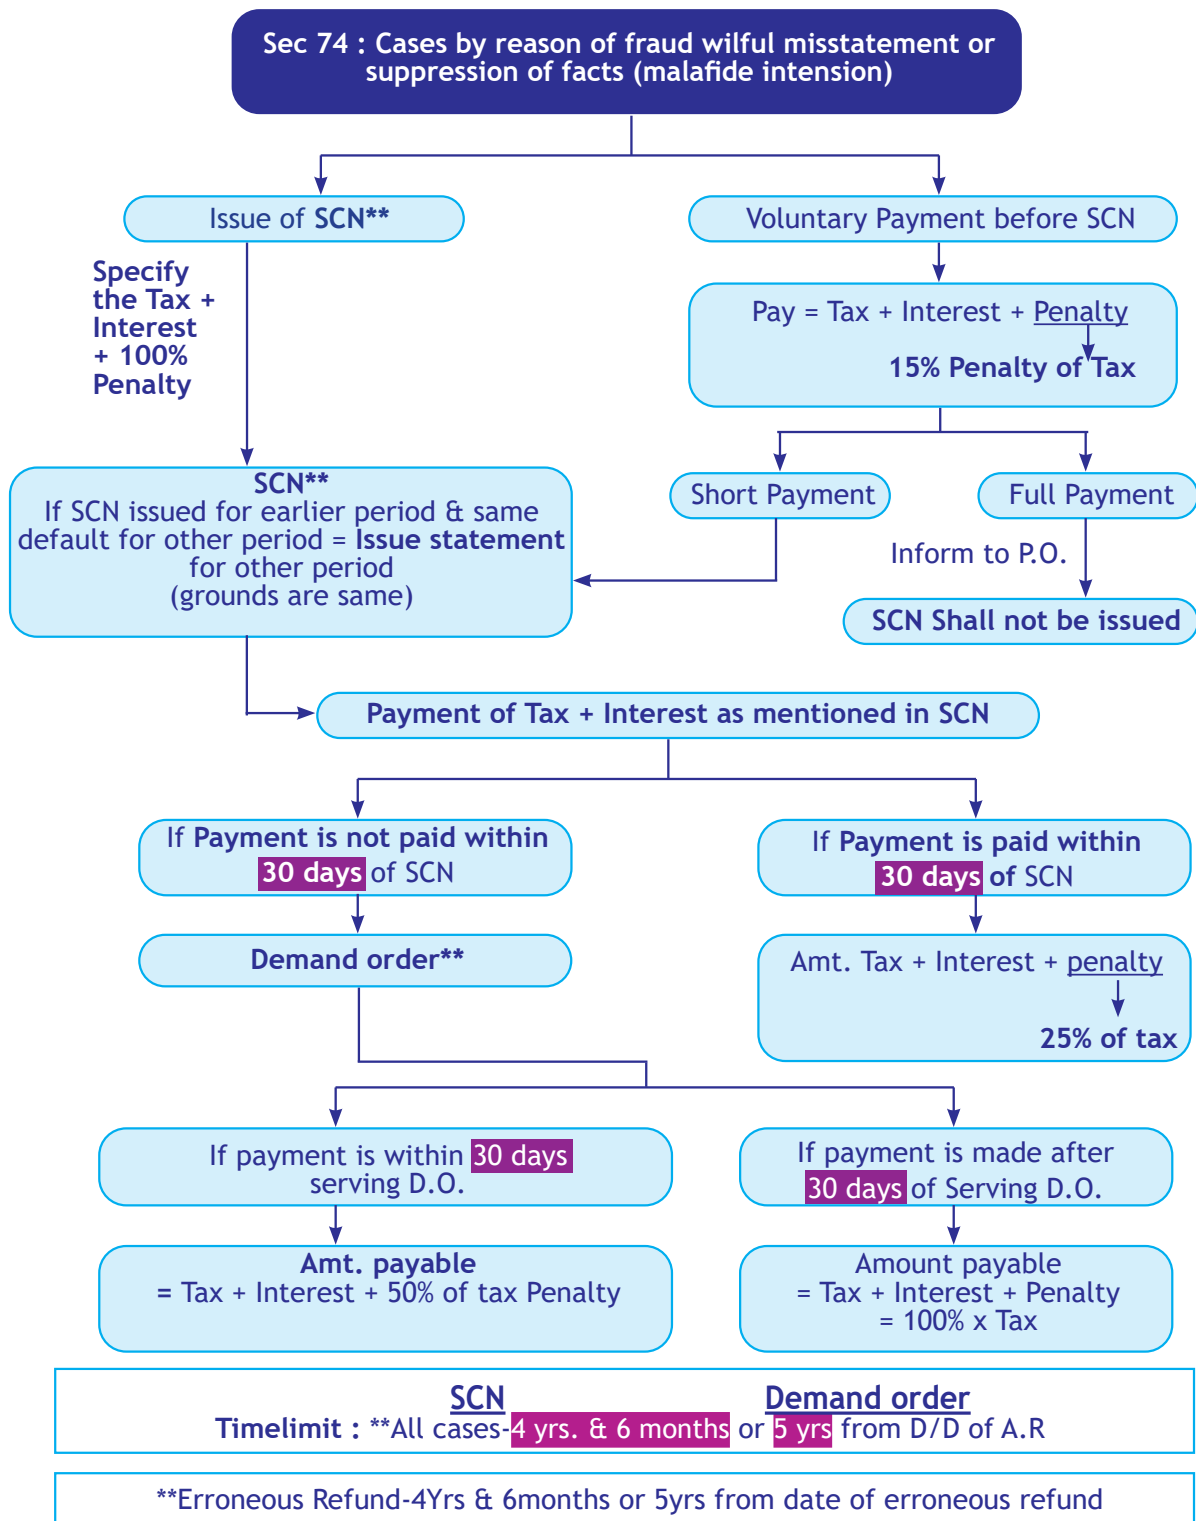 Sec 74 : Cases by reason of fraud wilful misstatement or
suppression of facts (malafide intension)
Issue of SCN**
Voluntary Payment before SCN
Specify
the Tax +
Interest
+ 100%
Penalty
Pay = Tax + Interest + Penalty
15% Penalty of Tax
Short Payment
Full Payment
Inform to P.O.
SCN Shall not be issued
SCN**
If SCN issued for earlier period & same
default for other period = Issue statement
for other period
(grounds are same)
Payment of Tax + Interest as mentioned in SCN
If Payment is not paid within
30 days of SCN
If Payment is paid within
30 days of SCN
Demand order**
Amt. Tax + Interest + penalty
25% of tax
If payment is within 30 days
serving D.O.
If payment is made after
30 days of Serving D.O.
Amt. payable
= Tax + Interest + 50% of tax Penalty
Amount payable
= Tax + Interest + Penalty
= 100% x Tax
SCN Demand order
Timelimit : **All cases-4 yrs. & 6 months or 5 yrs from D/D of A.R
**Erroneous Refund-4Yrs & 6months or 5yrs from date of erroneous refund